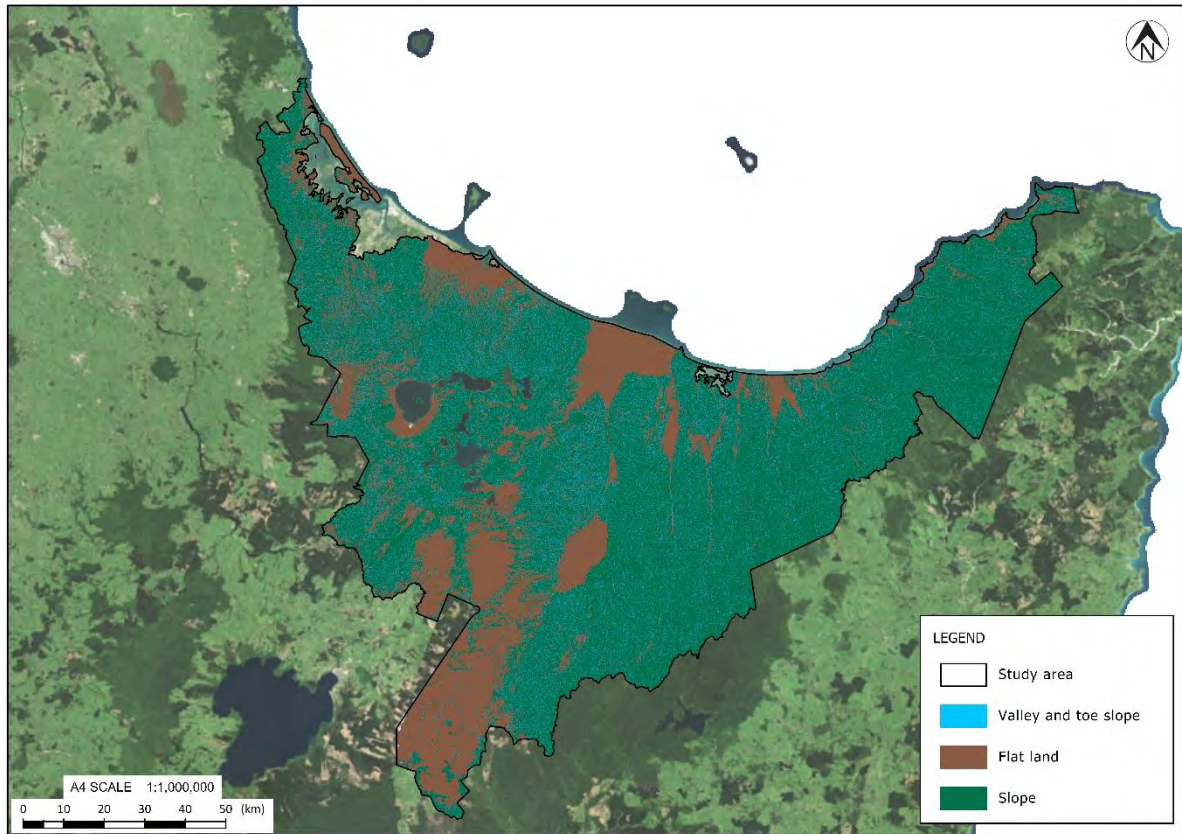 N
LEGEND
Study area
Valley and toe slope
Flat land
Slope
A4 SCALE 1:1,000,000
0 10 20 30 40 50 (km)